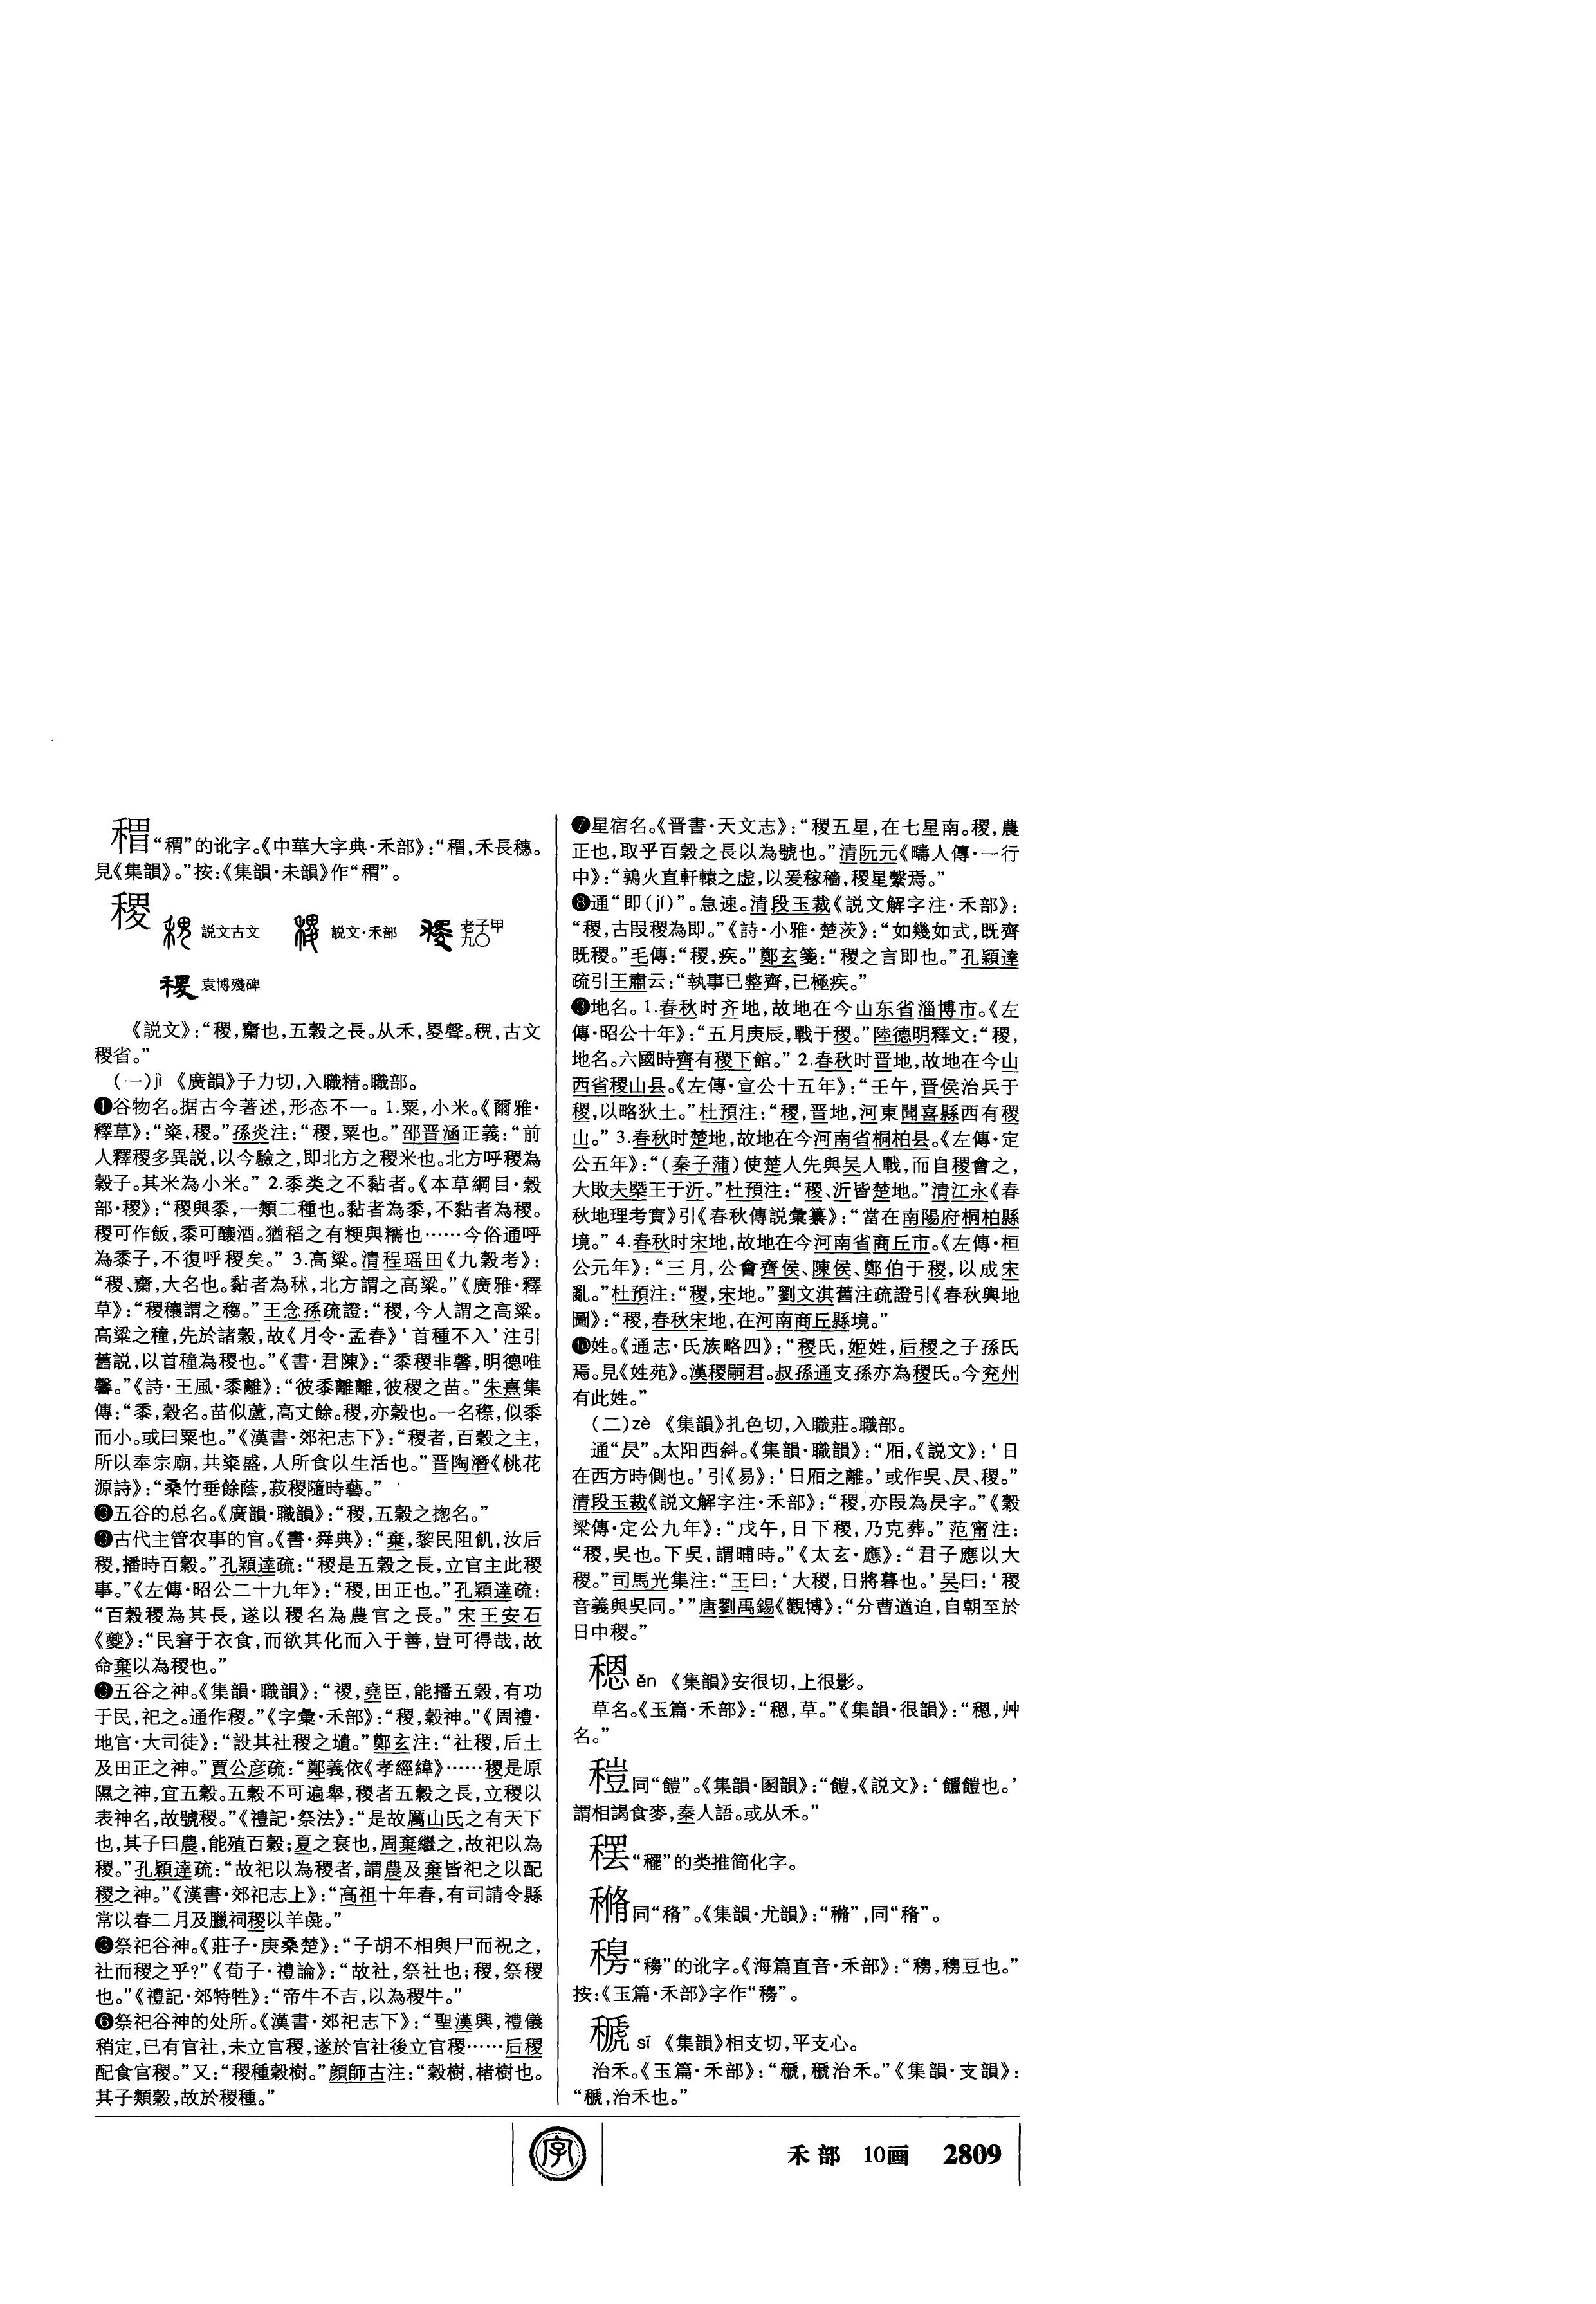 “䅏”的讹字。《中華大字典·禾部》：“䅏，禾長穗。
見《集韻》。”按：《集韻·未韻》作“䅏”。
稷
説文古文 説文·禾部 老子甲九〇
袁博殘碑
《説文》：“稷，齋也，五穀之長。从禾，畟聲。䅖，古文
稷省。”
（一）jì 《廣韻》子力切，入職精。職部。
❶谷物名。据古今著述，形态不一。1.粟，小米。《爾雅·
釋草》：“粢，稷。”孫炎注：“稷，粟也。”邵晋涵正義：“前
人釋稷多異説，以今驗之，即北方之稷米也。北方呼稷為
穀子。其米為小米。”2.黍类之不黏者。《本草綱目·穀
部·稷》：“稷與黍，一類二種也。黏者為黍，不黏者為稷。
稷可作飯，黍可釀酒。猶稻之有粳與糯也……今俗通呼
為黍子，不復呼稷矣。”3.高粱。清程瑶田《九穀考》：
“稷、齋，大名也。黏者為秫，北方謂之高粱。”《廣雅·釋
草》：“稷穰謂之䅳。”王念孫疏證：“稷，今人謂之高粱。
高粱之穜，先於諸穀，故《月令·孟春》‘首種不入’注引
舊説，以首穜為稷也。”《書·君陳》：“黍稷非馨，明德唯
馨。”《詩·王風·黍離》：“彼黍離離，彼稷之苗。”朱熹集
傳：“黍，穀名。苗似蘆，高丈餘。稷，亦穀也。一名穄，似黍
而小。或曰粟也。”《漢書·郊祀志下》：“稷者，百穀之主，
所以奉宗廟，共粢盛，人所食以生活也。”晋陶潛《桃花
源詩》：“桑竹垂餘蔭，菽稷隨時藝。”
❸五谷的总名。《廣韻·職韻》：“稷，五穀之揔名。”
❸古代主管农事的官。《書·舜典》：“棄，黎民阻飢，汝后
稷，播時百穀。”孔穎達疏：“稷是五穀之長，立官主此稷
事。”《左傳·昭公二十九年》：“稷，田正也。”孔穎達疏：
“百穀稷為其長，遂以稷名為農官之長。”宋王安石
《夔》：“民窘于衣食，而欲其化而入于善，豈可得哉，故
命棄以為稷也。”
❸五谷之神。《集韻·職韻》：“禝，堯臣，能播五穀，有功
于民，祀之。通作稷。”《字彙·禾部》：“稷，穀神。”《周禮·
地官·大司徒》：“設其社稷之壝。”鄭玄注：“社稷，后土
及田正之神。”賈公彦疏：“鄭義依《孝經緯》……稷是原
隰之神，宜五穀。五穀不可遍舉，稷者五穀之長，立稷以
表神名，故號稷。”《禮記·祭法》：“是故厲山氏之有天下
也，其子曰農，能殖百穀；夏之衰也，周棄繼之，故祀以為
稷。”孔穎達疏：“故祀以為稷者，謂農及棄皆祀之以配
稷之神。”《漢書·郊祀志上》：“高祖十年春，有司請令縣
常以春二月及臘祠稷以羊彘。”
❸祭祀谷神。《莊子·庚桑楚》：“子胡不相與尸而祝之，
社而稷之乎？”《荀子·禮論》：“故社，祭社也；稷，祭稷
也。”《禮記·郊特牲》：“帝牛不吉，以為稷牛。”
❻祭祀谷神的处所。《漢書·郊祀志下》：“聖漢興，禮儀
稍定，已有官社，未立官稷，遂於官社後立官稷……后稷
配食官稷。”又：“稷種穀樹。”顔師古注：“穀樹，楮樹也。
其子類穀，故於稷種。”
❼星宿名。《晋書·天文志》：“稷五星，在七星南。稷，農
正也，取乎百穀之長以為號也。”清阮元《疇人傳·一行
中》：“鶉火直軒轅之虚，以爰稼穡，稷星繫焉。”
❽通“即（jí）”。急速。清段玉裁《説文解字注·禾部》：
“稷，古叚稷為即。”《詩·小雅·楚茨》：“如幾如式，既齊
既稷。”毛傳：“稷，疾。”鄭玄箋：“稷之言即也。”孔穎達
疏引王肅云：“執事已整齊，已極疾。”
❸地名。1.春秋时齐地，故地在今山东省淄博市。《左
傳·昭公十年》：“五月庚辰，戰于稷。”陸德明釋文：“稷，
地名。六國時齊有稷下館。”2.春秋时晋地，故地在今山
西省稷山县。《左傳·宣公十五年》：“壬午，晋侯治兵于
稷，以略狄土。”杜預注：“稷，晋地，河東聞喜縣西有稷
山。”3.春秋时楚地，故地在今河南省桐柏县。《左傳·定
公五年》：“（秦子蒲）使楚人先與吴人戰，而自稷會之，
大敗夫㮣王于沂。”杜預注：“稷、沂皆楚地。”清江永《春
秋地理考實》引《春秋傳説彙纂》：“當在南陽府桐柏縣
境。”4.春秋时宋地，故地在今河南省商丘市。《左傳·桓
公元年》：“三月，公會齊侯、陳侯、鄭伯于稷，以成宋
亂。”杜預注：“稷，宋地。”劉文淇舊注疏證引《春秋輿地
圖》：“稷，春秋宋地，在河南商丘縣境。”
❿姓。《通志·氏族略四》：“稷氏，姬姓，后稷之子孫氏
焉。見《姓苑》。漢稷嗣君。叔孫通支孫亦為稷氏。今兖州
有此姓。”
（二）zè 《集韻》扎色切，入職莊。職部。
通“昃”。太阳西斜。《集韻·職韻》：“㫷，《説文》：‘日
在西方時側也。’引《易》：‘日㫷之離。’或作吴、昃、稷。”
清段玉裁《説文解字注·禾部》：“稷，亦叚為昃字。”《穀
梁傳·定公九年》：“戊午，日下稷，乃克葬。”范甯注：
“稷，昊也。下昊，謂晡時。”《太玄·應》：“君子應以大
稷。”司馬光集注：“王曰：‘大稷，日將暮也。’吴曰：‘稷
音義與昊同。’”唐劉禹錫《觀博》：“分曹遒迫，自朝至於
日中稷。”
䅰 ěn 《集韻》安很切，上很影。
草名。《玉篇·禾部》：“䅰，草。”《集韻·很韻》：“䅰，艸
名。”
同“䭓”。《集韻·圂韻》：“䭓，《説文》：‘䭡䭓也。’
謂相謁食麥，秦人語。或从禾。”
“穲”的类推简化字。
同“䅎”。《集韻·尤韻》：“䅎”，同“䅎”。
“䅭”的讹字。《海篇直音·禾部》：“䅭，䅭豆也。”
按：《玉篇·禾部》字作“䅭”。
䅮 sī 《集韻》相支切，平支心。
治禾。《玉篇·禾部》：“䅮，䅮治禾。”《集韻·支韻》：
“䅮，治禾也。”
字
禾部 10画 2809